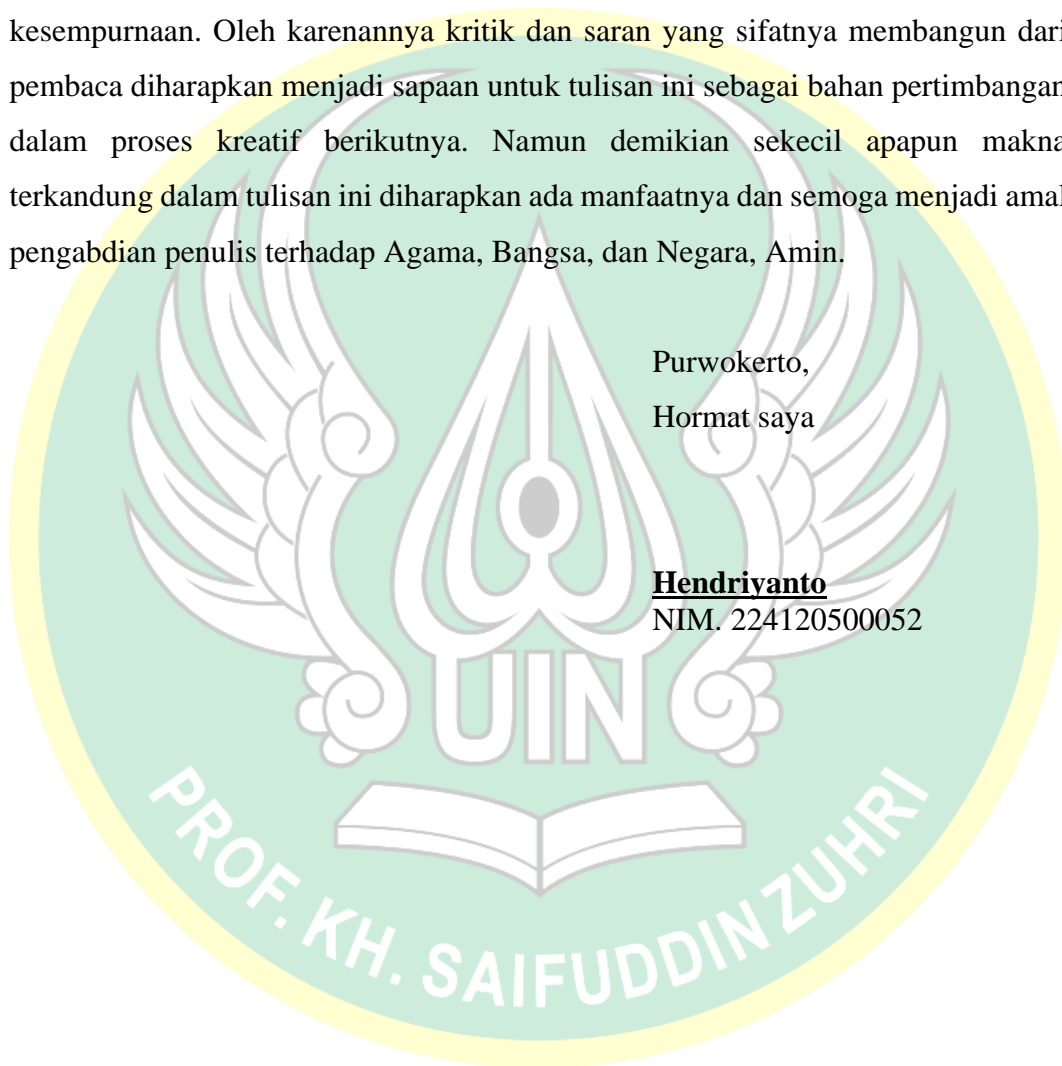 kesempurnaan. Oleh karenannya kritik dan saran yang sifatnya membangun dari
pembaca diharapkan menjadi sapaan untuk tulisan ini sebagai bahan pertimbangan
dalam proses kreatif berikutnya. Namun demikian sekecil apapun makna
terkandung dalam tulisan ini diharapkan ada manfaatnya dan semoga menjadi amal
pengabdian penulis terhadap Agama, Bangsa, dan Negara, Amin.
Purwokerto,
Hormat saya
Hendriyanto
NIM. 224120500052
UIN
PROF. KH. SAIFUDDIN ZUHRI